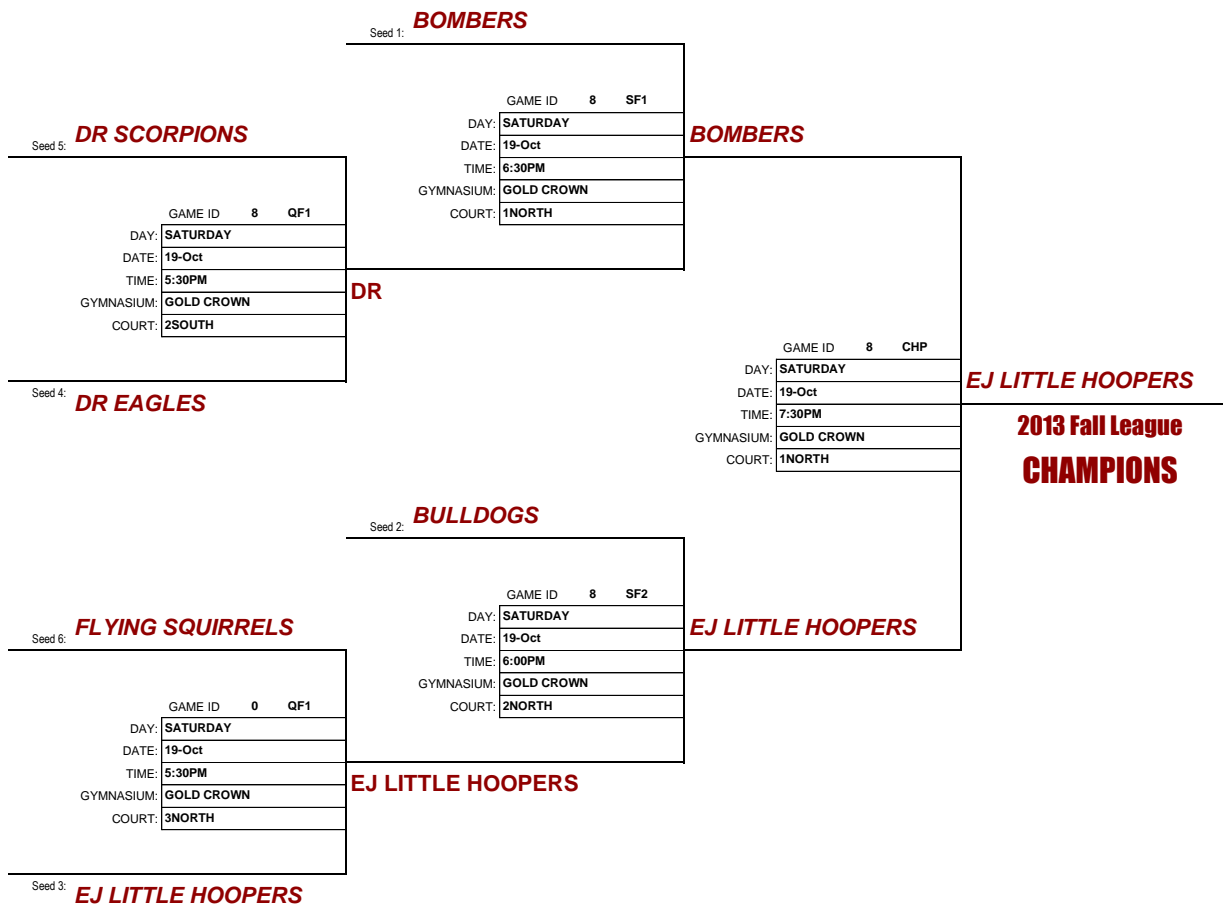 Seed 1: BOMBERS
GAME ID 8 SF1
DAY: SATURDAY
DATE: 19-Oct
TIME: 6:30PM
GYMNASIUM: GOLD CROWN
COURT: 1NORTH
BOMBERS
Seed 5: DR SCORPIONS
GAME ID 8 QF1
DAY: SATURDAY
DATE: 19-Oct
TIME: 5:30PM
GYMNASIUM: GOLD CROWN
COURT: 2SOUTH
DR
Seed 4: DR EAGLES
GAME ID 8 CHP
DAY: SATURDAY
DATE: 19-Oct
TIME: 7:30PM
GYMNASIUM: GOLD CROWN
COURT: 1NORTH
EJ LITTLE HOOPERS
2013 Fall League
CHAMPIONS
Seed 2: BULLDOGS
GAME ID 8 SF2
DAY: SATURDAY
DATE: 19-Oct
TIME: 6:00PM
GYMNASIUM: GOLD CROWN
COURT: 2NORTH
EJ LITTLE HOOPERS
Seed 6: FLYING SQUIRRELS
GAME ID 0 QF1
DAY: SATURDAY
DATE: 19-Oct
TIME: 5:30PM
GYMNASIUM: GOLD CROWN
COURT: 3NORTH
EJ LITTLE HOOPERS
Seed 3: EJ LITTLE HOOPERS